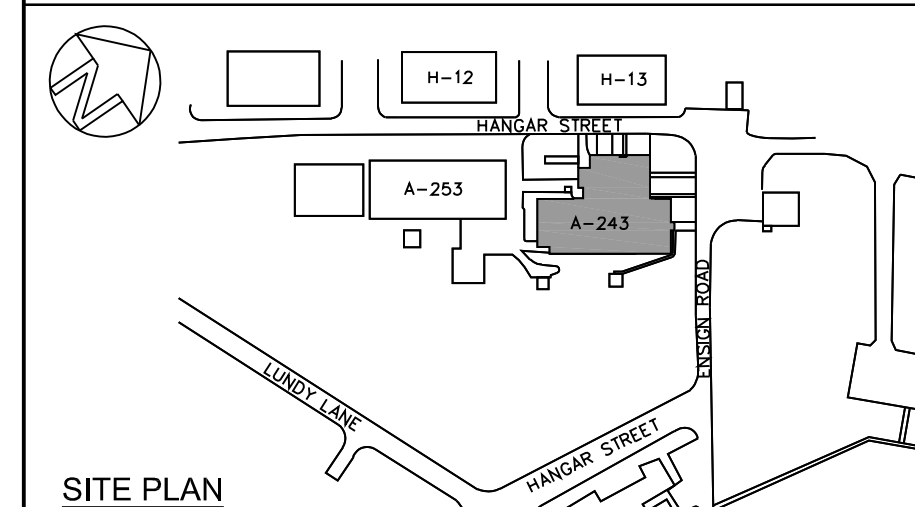 N
H-12
H-13
HANGAR STREET
A-253
A-243
ENSIGN ROAD
LUNDY LANE
HANGAR STREET
SITE PLAN